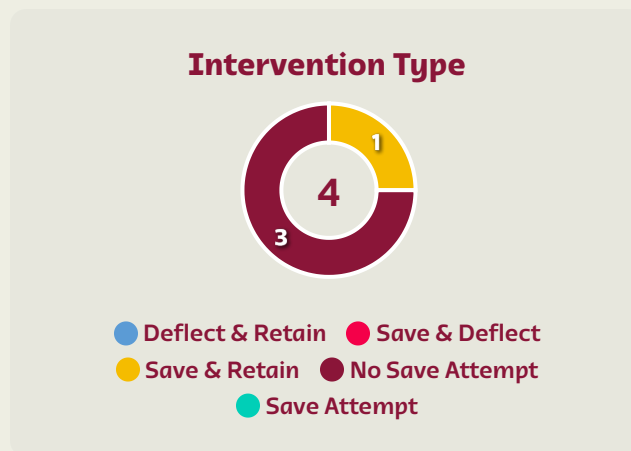 Intervention Type
1
4
3
Deflect & Retain Save & Deflect
Save & Retain No Save Attempt
Save Attempt